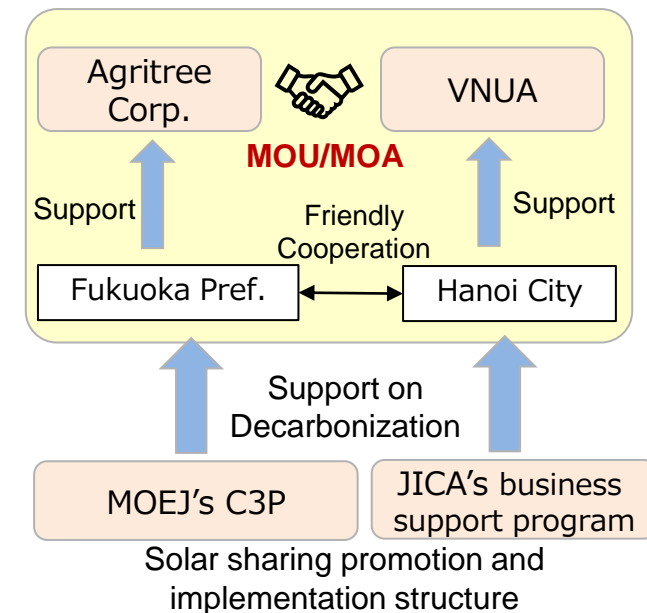 Agritree
Corp.
VNUA
MOU/MOA
Support
Friendly
Cooperation
Support
Fukuoka Pref.
Hanoi City
Support on
Decarbonization
MOEJ's C3P
JICA's business
support program
Solar sharing promotion and
implementation structure